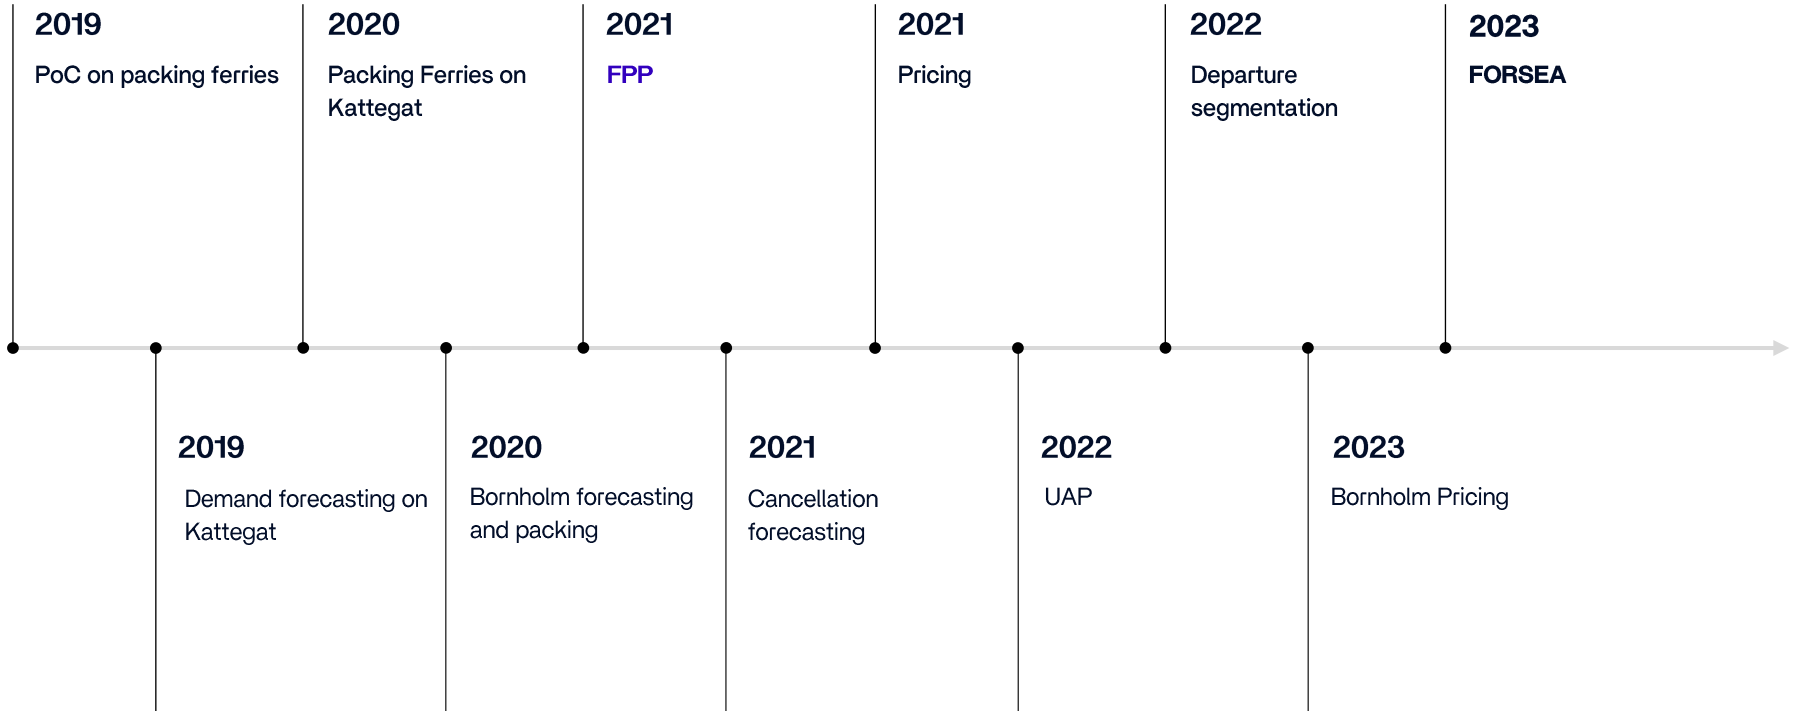 2019
PoC on packing ferries
2020
Packing Ferries on
Kattegat
2021
FPP
2021
Pricing
2022
Departure
segmentation
2023
FORSEA
2019
Demand forecasting on
Kattegat
2020
Bornholm forecasting
and packing
2021
Cancellation
forecasting
2022
UAP
2023
Bornholm Pricing